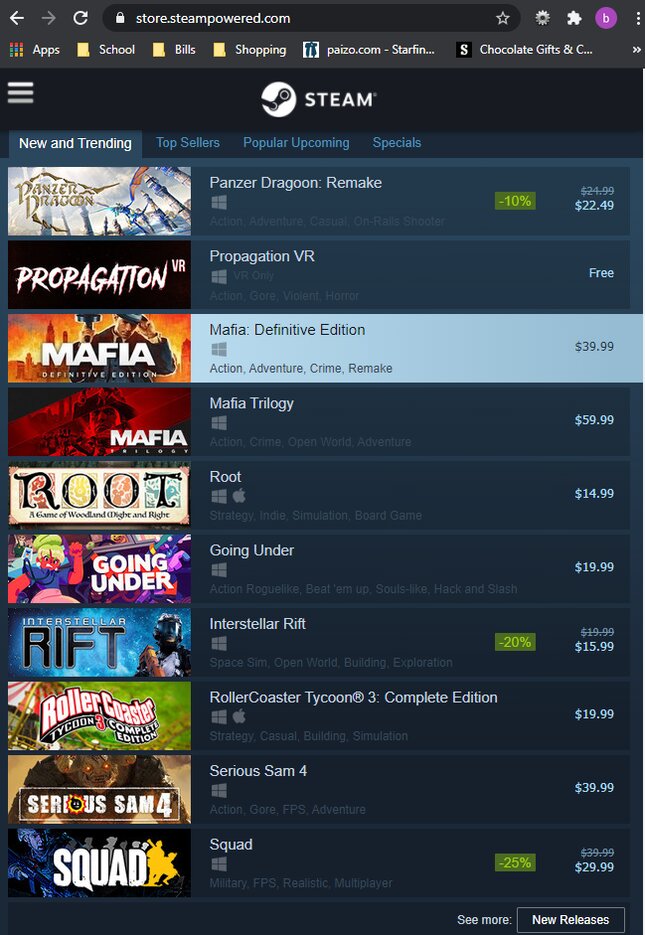 store.steampowered.com
b
Apps School Bills Shopping paizo.com - Starfin... S Chocolate Gifts & C... »
STEAM®
New and Trending Top Sellers Popular Upcoming Specials
PANZER DRAGOON
Panzer Dragoon: Remake
-10%
$24.99
$22.49
Action, Adventure, Casual, On-Rails Shooter
PROPAGATION VR
Propagation VR
VR Only
Free
Action, Gore, Violent, Horror
MAFIA
DEFINITIVE EDITION
Mafia: Definitive Edition
$39.99
Action, Adventure, Crime, Remake
MAFIA
TRILOGY
Mafia Trilogy
$59.99
Action, Crime, Open World, Adventure
ROOT
A Game of Woodland Might and Right
Root
$14.99
Strategy, Indie, Simulation, Board Game
GOING
UNDER
Going Under
$19.99
Action Roguelike, Beat 'em up, Souls-like, Hack and Slash
INTERSTELLAR
RIFT
Interstellar Rift
-20%
$19.99
$15.99
Space Sim, Open World, Building, Exploration
RollerCoaster
TYCOON 3 COMPLETE
EDITION
RollerCoaster Tycoon® 3: Complete Edition
$19.99
Strategy, Casual, Building, Simulation
SERIOUS SAM 4
Serious Sam 4
$39.99
Action, Gore, FPS, Adventure
SQUAD
Squad
-25%
$39.99
$29.99
Military, FPS, Realistic, Multiplayer
See more: New Releases